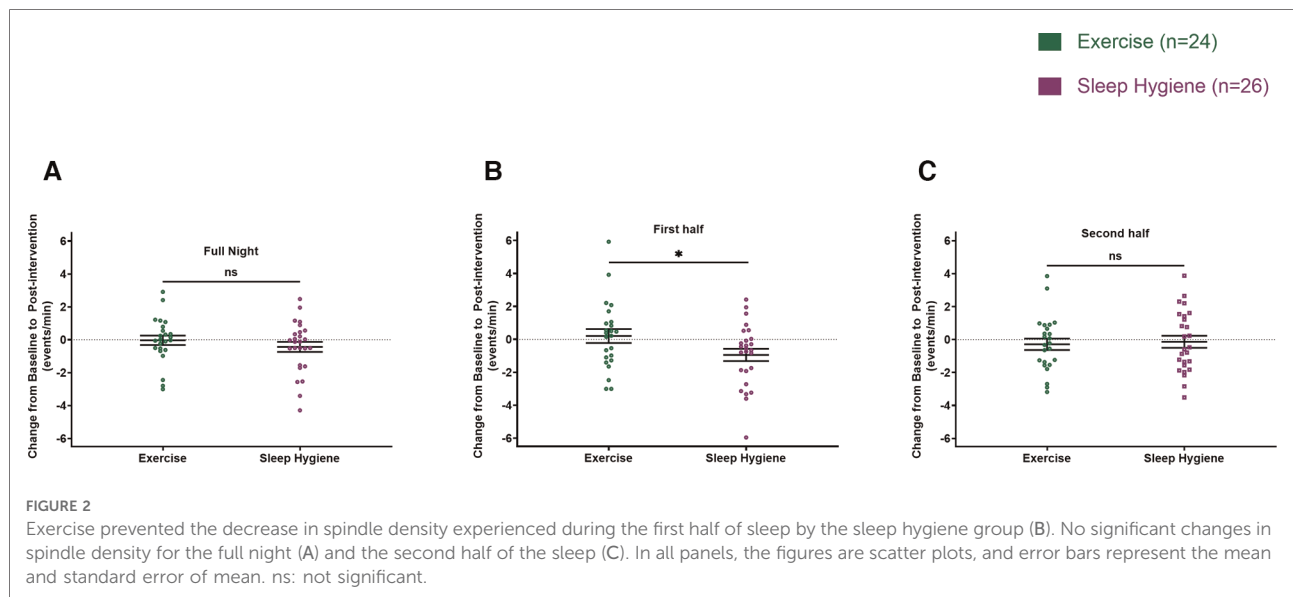 Exercise (n=24)
Sleep Hygiene (n=26)
A
Change from Baseline to Post-intervention
(events/min)
6
4
2
0
-2
-4
-6
Full Night
ns
Exercise
Sleep Hygiene
B
Change from Baseline to Post-intervention
(events/min)
6
4
2
0
-2
-4
-6
First half
*
Exercise
Sleep Hygiene
C
Change from Baseline to Post-intervention
(events/min)
6
4
2
0
-2
-4
-6
Second half
ns
Exercise
Sleep Hygiene
FIGURE 2
Exercise prevented the decrease in spindle density experienced during the first half of sleep by the sleep hygiene group (B). No significant changes in
spindle density for the full night (A) and the second half of the sleep (C). In all panels, the figures are scatter plots, and error bars represent the mean
and standard error of mean. ns: not significant.